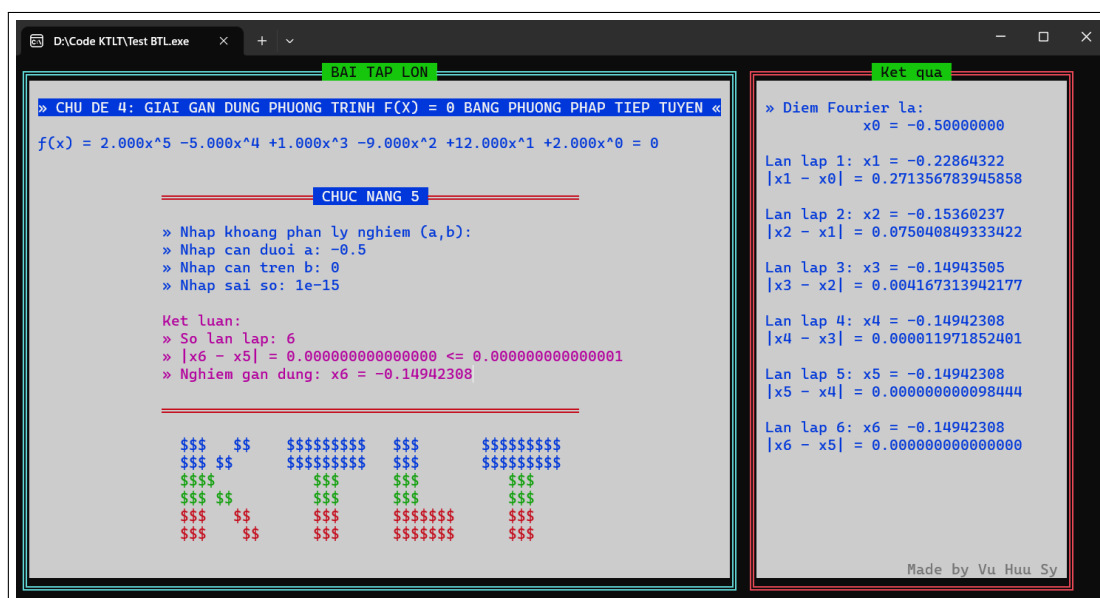 D:\Code KTLT\Test BTL.exe
BAI TAP LON
» CHU DE 4: GIAI GAN DUNG PHUONG TRINH F(X) = 0 BANG PHUONG PHAP TIEP TUYEN «
ƒ(x) = 2.000x^5 -5.000x^4 +1.000x^3 -9.000x^2 +12.000x^1 +2.000x^0 = 0
CHUC NANG 5
» Nhap khoang phan ly nghiem (a,b):
» Nhap can duoi a: -0.5
» Nhap can tren b: 0
» Nhap sai so: 1e-15
Ket luan:
» So lan lap: 6
» |x6 - x5| = 0.000000000000000 <= 0.000000000000001
» Nghiem gan dung: x6 = -0.14942308
$$$   $$    $$$$$$$$$   $$$       $$$$$$$$$
$$$ $$      $$$$$$$$$   $$$       $$$$$$$$$
$$$$           $$$      $$$          $$$
$$$ $$         $$$      $$$          $$$
$$$   $$       $$$      $$$$$$$      $$$
$$$    $$      $$$      $$$$$$$      $$$
Ket qua
» Diem Fourier la:
x0 = -0.50000000
Lan lap 1: x1 = -0.22864322
|x1 - x0| = 0.271356783945858
Lan lap 2: x2 = -0.15360237
|x2 - x1| = 0.075040849333422
Lan lap 3: x3 = -0.14943505
|x3 - x2| = 0.004167313942177
Lan lap 4: x4 = -0.14942308
|x4 - x3| = 0.000011971852401
Lan lap 5: x5 = -0.14942308
|x5 - x4| = 0.000000000098444
Lan lap 6: x6 = -0.14942308
|x6 - x5| = 0.000000000000000
Made by Vu Huu Sy